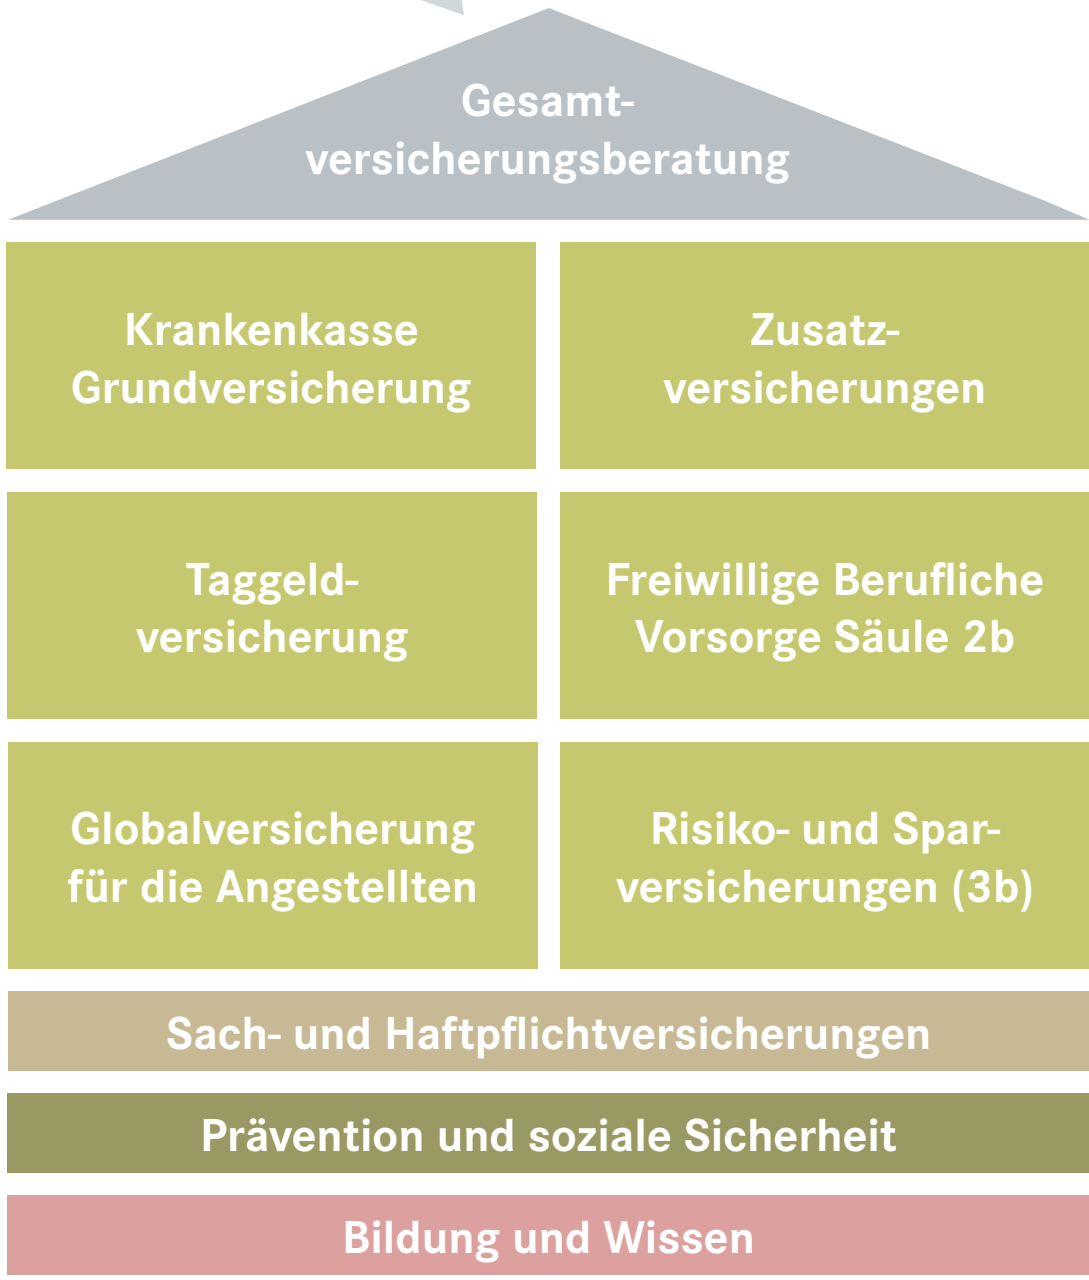 Gesamt-
versicherungsberatung
Krankenkasse
Grundversicherung
Zusatz-
versicherungen
Taggeld-
versicherung
Freiwillige Berufliche
Vorsorge Säule 2b
Globalversicherung
für die Angestellten
Risiko- und Spar-
versicherungen (3b)
Sach- und Haftpflichtversicherungen
Prävention und soziale Sicherheit
Bildung und Wissen